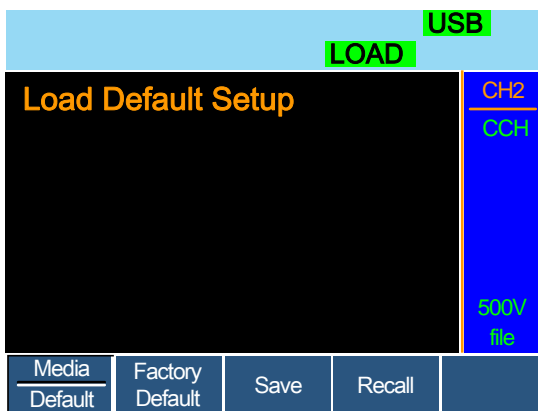 USB
LOAD
Load Default Setup
CH2
CCH
500V
file
Media
Default
Factory
Default
Save
Recall